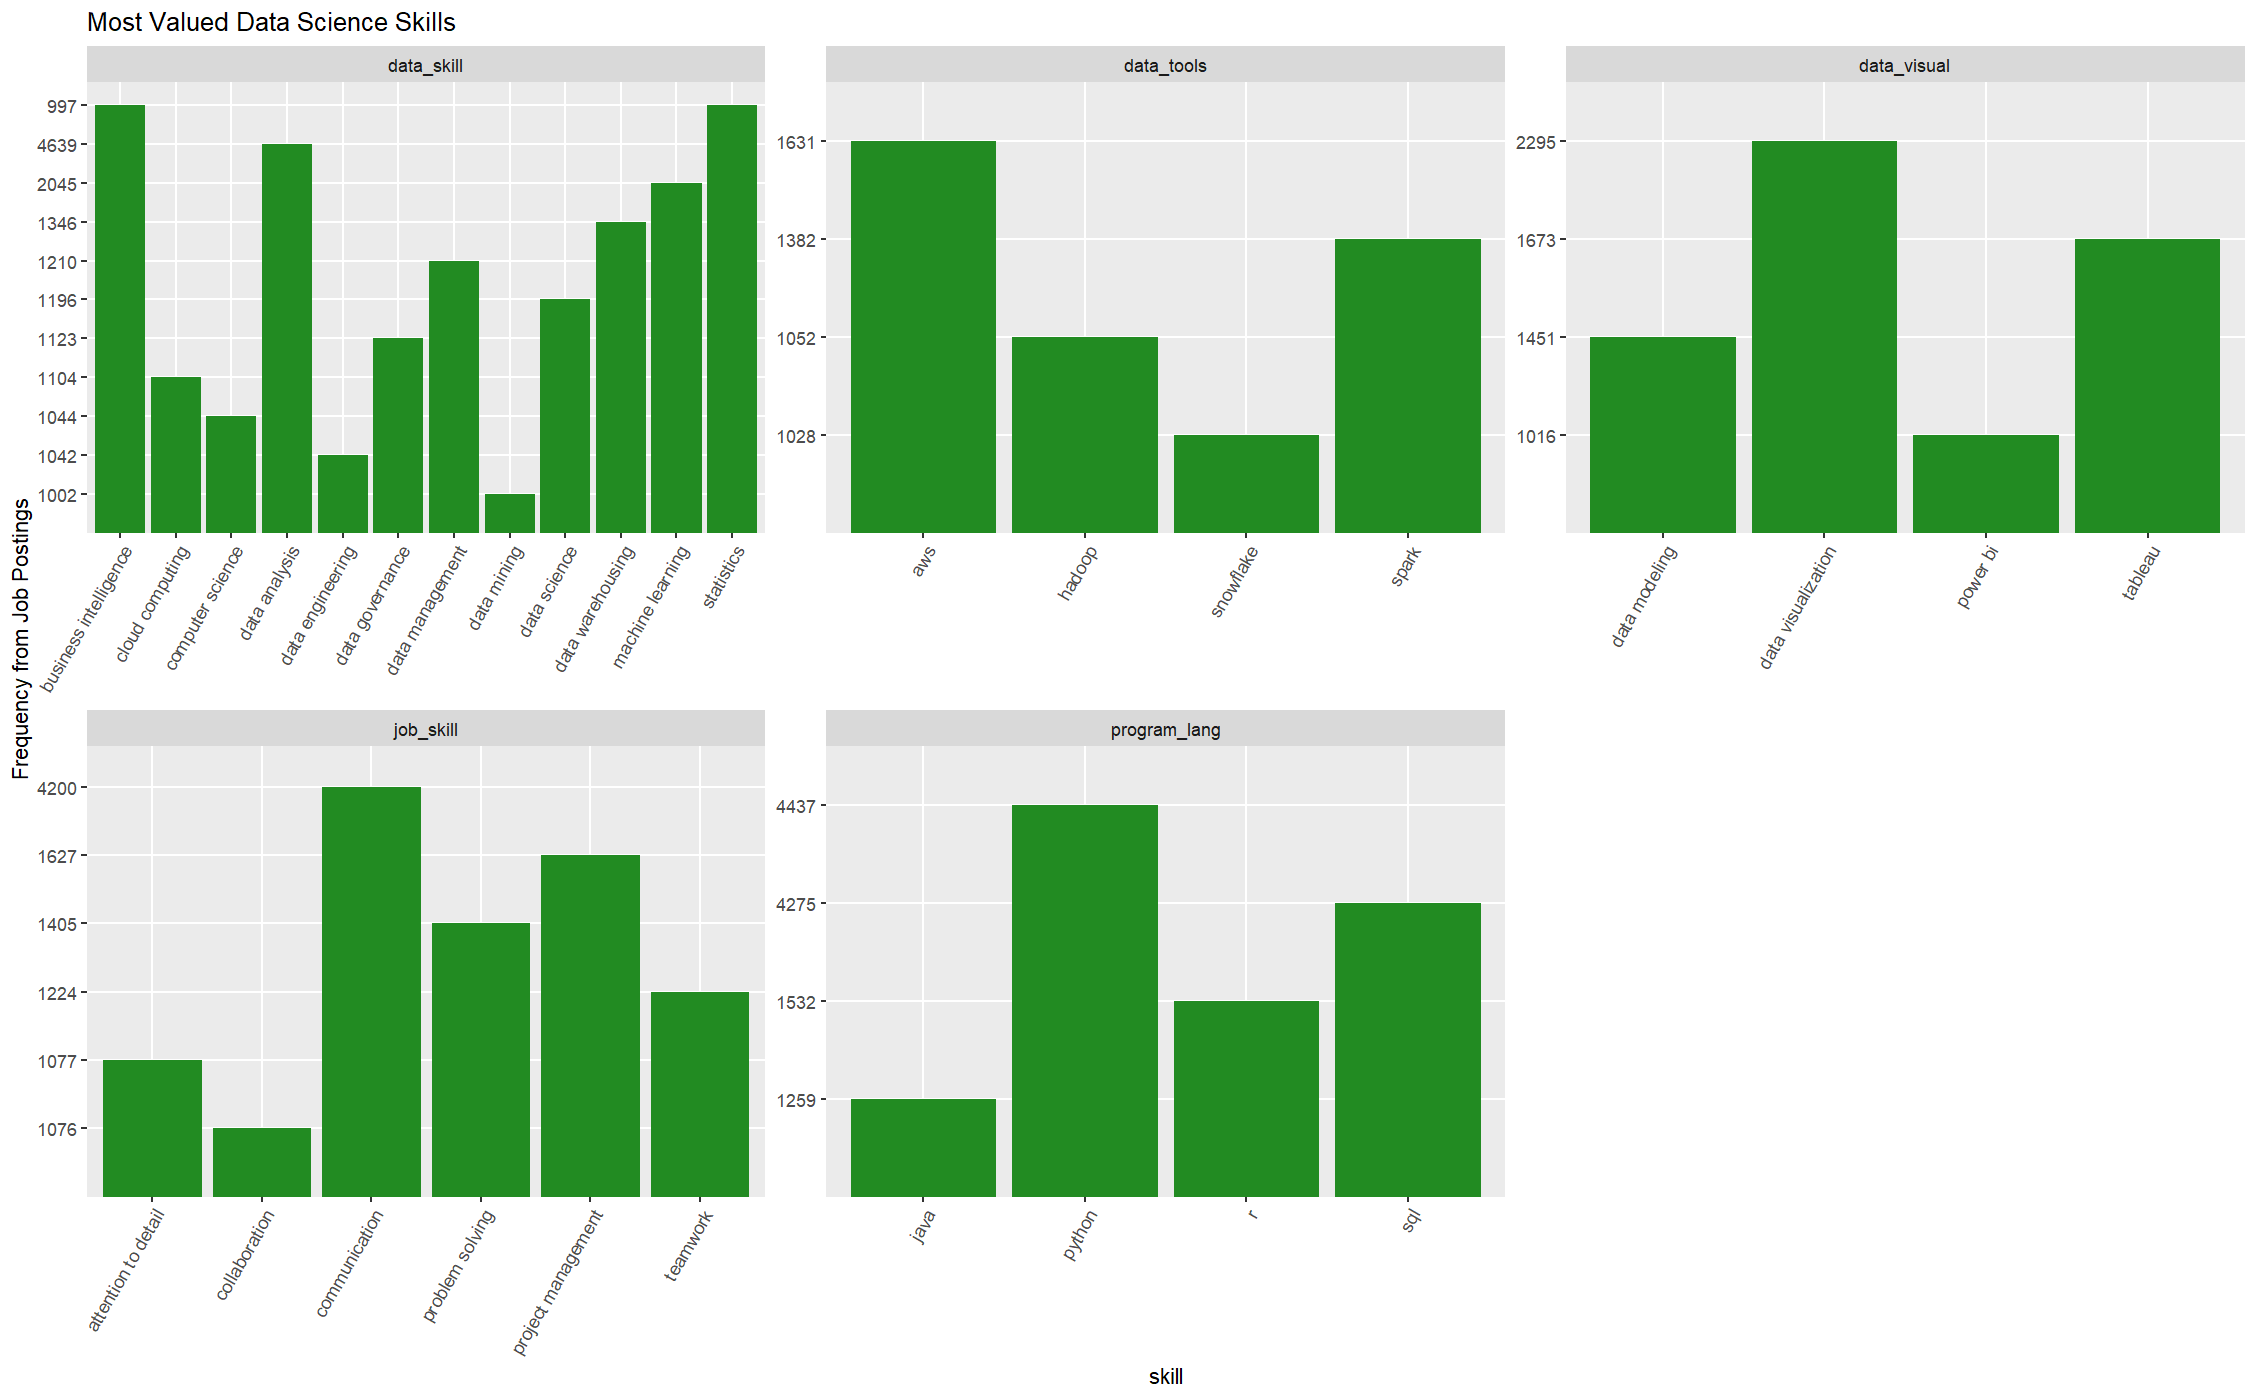 Most Valued Data Science Skills
Frequency from Job Postings
data_skill
997
4639
2045
1346
1210
1196
1123
1104
1044
1042
1002
business intelligence
cloud computing
computer science
data analysis
data engineering
data governance
data management
data mining
data science
data warehousing
machine learning
statistics
data_tools
1631
1382
1052
1028
aws
hadoop
snowflake
spark
data_visual
2295
1673
1451
1016
data modeling
data visualization
power bi
tableau
job_skill
4200
1627
1405
1224
1077
1076
attention to detail
collaboration
communication
problem solving
project management
teamwork
program_lang
4437
4275
1532
1259
java
python
r
sql
skill